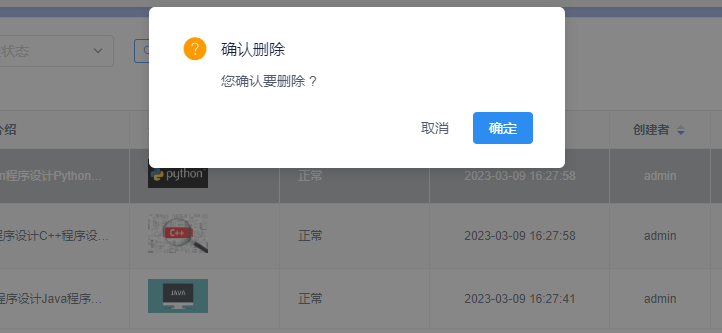 确认删除
您确认要删除？
取消
确定
状态
介绍
创建者
n程序设计Python...
python
正常
2023-03-09 16:27:58
admin
程序设计C++程序设...
C++
正常
2023-03-09 16:27:58
admin
程序设计Java程序...
JAVA
正常
2023-03-09 16:27:41
admin